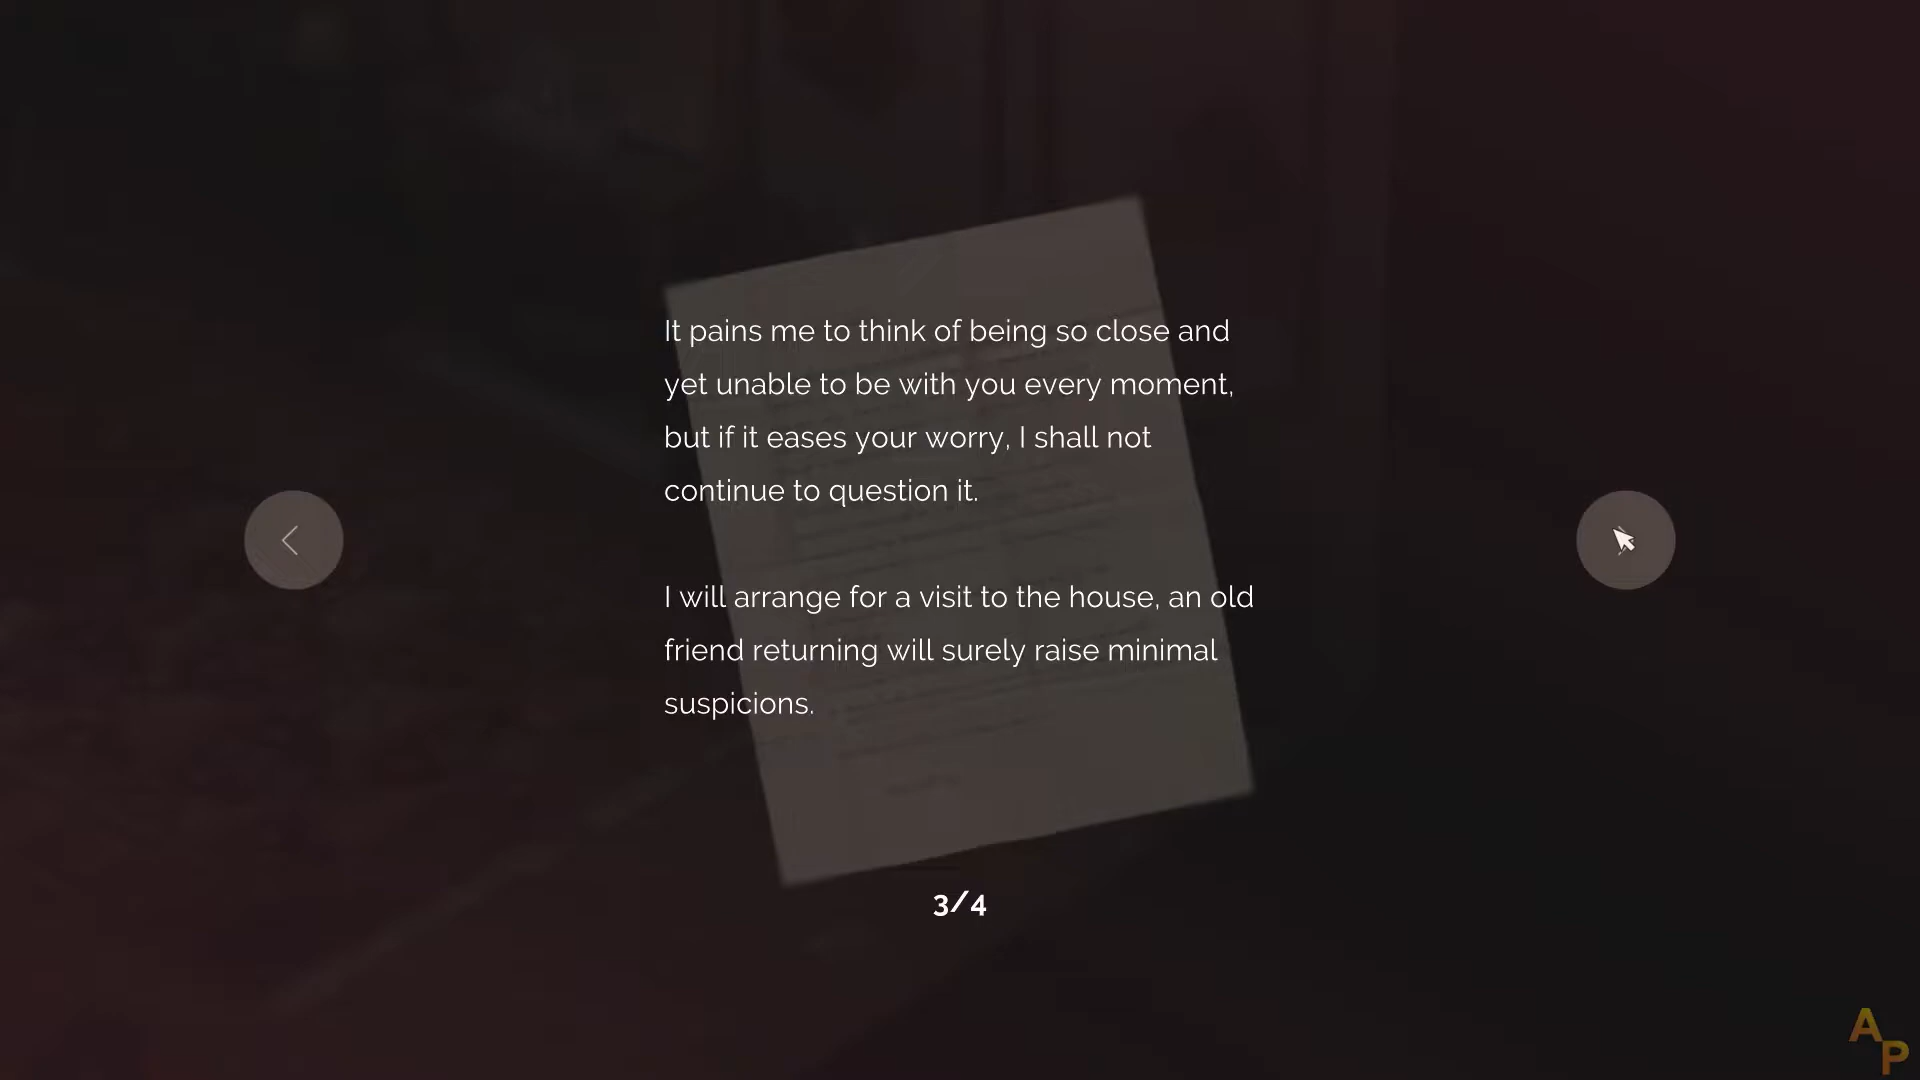 It pains me to think of being so close and
yet unable to be with you every moment,
but if it eases your worry, I shall not
continue to question it.
I will arrange for a visit to the house, an old
friend returning will surely raise minimal
suspicions.
3/4
A
P